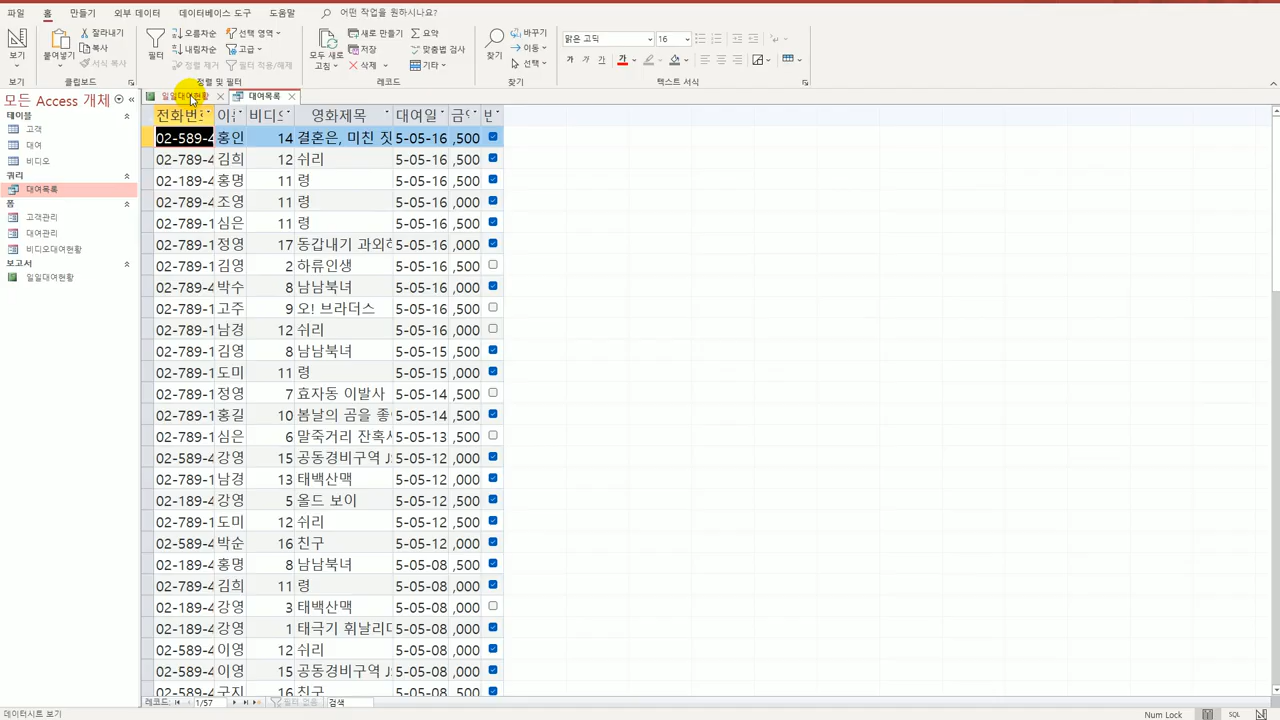 파일 홈 만들기 외부 데이터 데이터베이스 도구 도움말 어떤 작업을 원하시나요?
잘라내기 오름차순 선택 영역 새로 만들기 요약 바꾸기 맑은 고딕 16
복사 내림차순 고급 저장 맞춤법 검사 이동
보기 붙여넣기 서식 복사 필터 정렬 제거 필터 적용/해제 모두 새로 고침 삭제 기타 찾기 선택 가 가 가 가
보기 클립보드 정렬 및 필터 레코드 찾기 텍스트 서식
모든 Access 개체
테이블
고객
대여
비디오
쿼리
대여목록
폼
고객관리
대여관리
비디오대여현황
보고서
일일대여현황
일일대여현황 대여목록
전화번 영화제목 대여일
02-589-4 홍인 14 결혼은, 미친 짓 5-05-16 ,500
02-789-4 김희 12 쉬리 5-05-16 ,500
02-189-4 홍명 11 령 5-05-16 ,500
02-789-4 조영 11 령 5-05-16 ,000
02-789-4 심은 11 령 5-05-16 ,500
02-789-1 정영 17 동갑내기 과외하 5-05-16 ,000
02-789-1 김영 2 하류인생 5-05-16 ,500
02-789-4 박수 8 남남북녀 5-05-16 ,000
02-789-1 고주 9 오! 브라더스 5-05-16 ,500
02-789-1 남경 12 쉬리 5-05-16 ,000
02-789-1 김영 8 남남북녀 5-05-15 ,500
02-789-1 도미 11 령 5-05-15 ,000
02-789-1 정영 7 효자동 이발사 5-05-14 ,500
02-789-1 홍길 10 봄날의 곰을 좋 5-05-14 ,500
02-789-1 심은 6 말죽거리 잔혹사 5-05-13 ,500
02-589-4 강영 15 공동경비구역 J 5-05-12 ,000
02-789-1 남경 13 태백산맥 5-05-12 ,000
02-189-4 강영 5 올드 보이 5-05-12 ,500
02-789-1 도미 12 쉬리 5-05-12 ,500
02-589-4 박순 16 친구 5-05-12 ,000
02-189-4 홍명 8 남남북녀 5-05-08 ,500
02-789-4 김희 11 령 5-05-08 ,000
02-189-4 강영 3 태백산맥 5-05-08 ,000
02-189-4 강영 1 태극기 휘날리 5-05-08 ,000
02-589-4 이영 12 쉬리 5-05-08 ,500
02-589-4 이영 15 공동경비구역 J 5-05-08 ,000
02-589-4 구지 16 친구 5-05-08 ,500
레코드: 1/57 필터 없음 검색
데이터시트 보기 Num Lock SQL